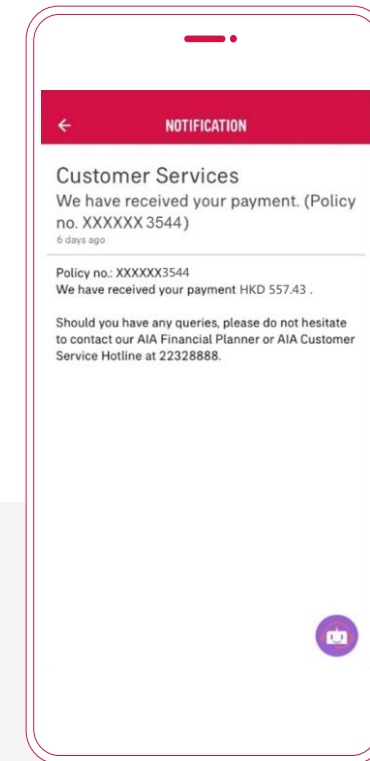 NOTIFICATION
Customer Services
We have received your payment. (Policy
no. XXXXXX 3544)
6 days ago
Policy no.: XXXXXX3544
We have received your payment HKD 557.43 .
Should you have any queries, please do not hesitate
to contact our AIA Financial Planner or AIA Customer
Service Hotline at 22328888.